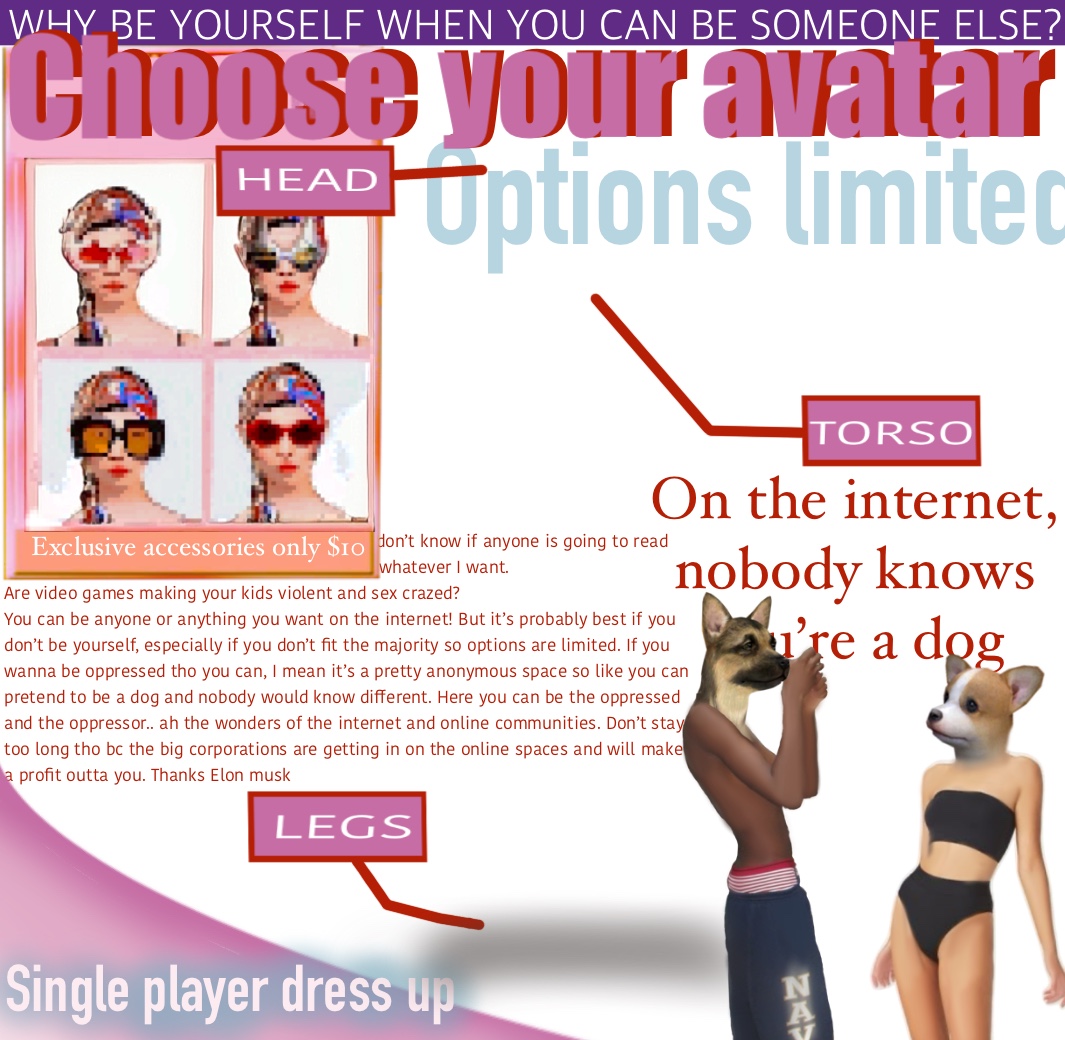 WHY BE YOURSELF WHEN YOU CAN BE SOMEONE ELSE?
Choose your avatar
Options limited
HEAD
TORSO
On the internet,
nobody knows
u're a dog
Exclusive accessories only $10
don't know if anyone is going to read
whatever I want.
Are video games making your kids violent and sex crazed?
You can be anyone or anything you want on the internet! But it's probably best if you
don't be yourself, especially if you don't fit the majority so options are limited. If you
wanna be oppressed tho you can, I mean it's a pretty anonymous space so like you can
pretend to be a dog and nobody would know different. Here you can be the oppressed
and the oppressor.. ah the wonders of the internet and online communities. Don't stay
too long tho bc the big corporations are getting in on the online spaces and will make
a profit outta you. Thanks Elon musk
LEGS
Single player dress up
NAV